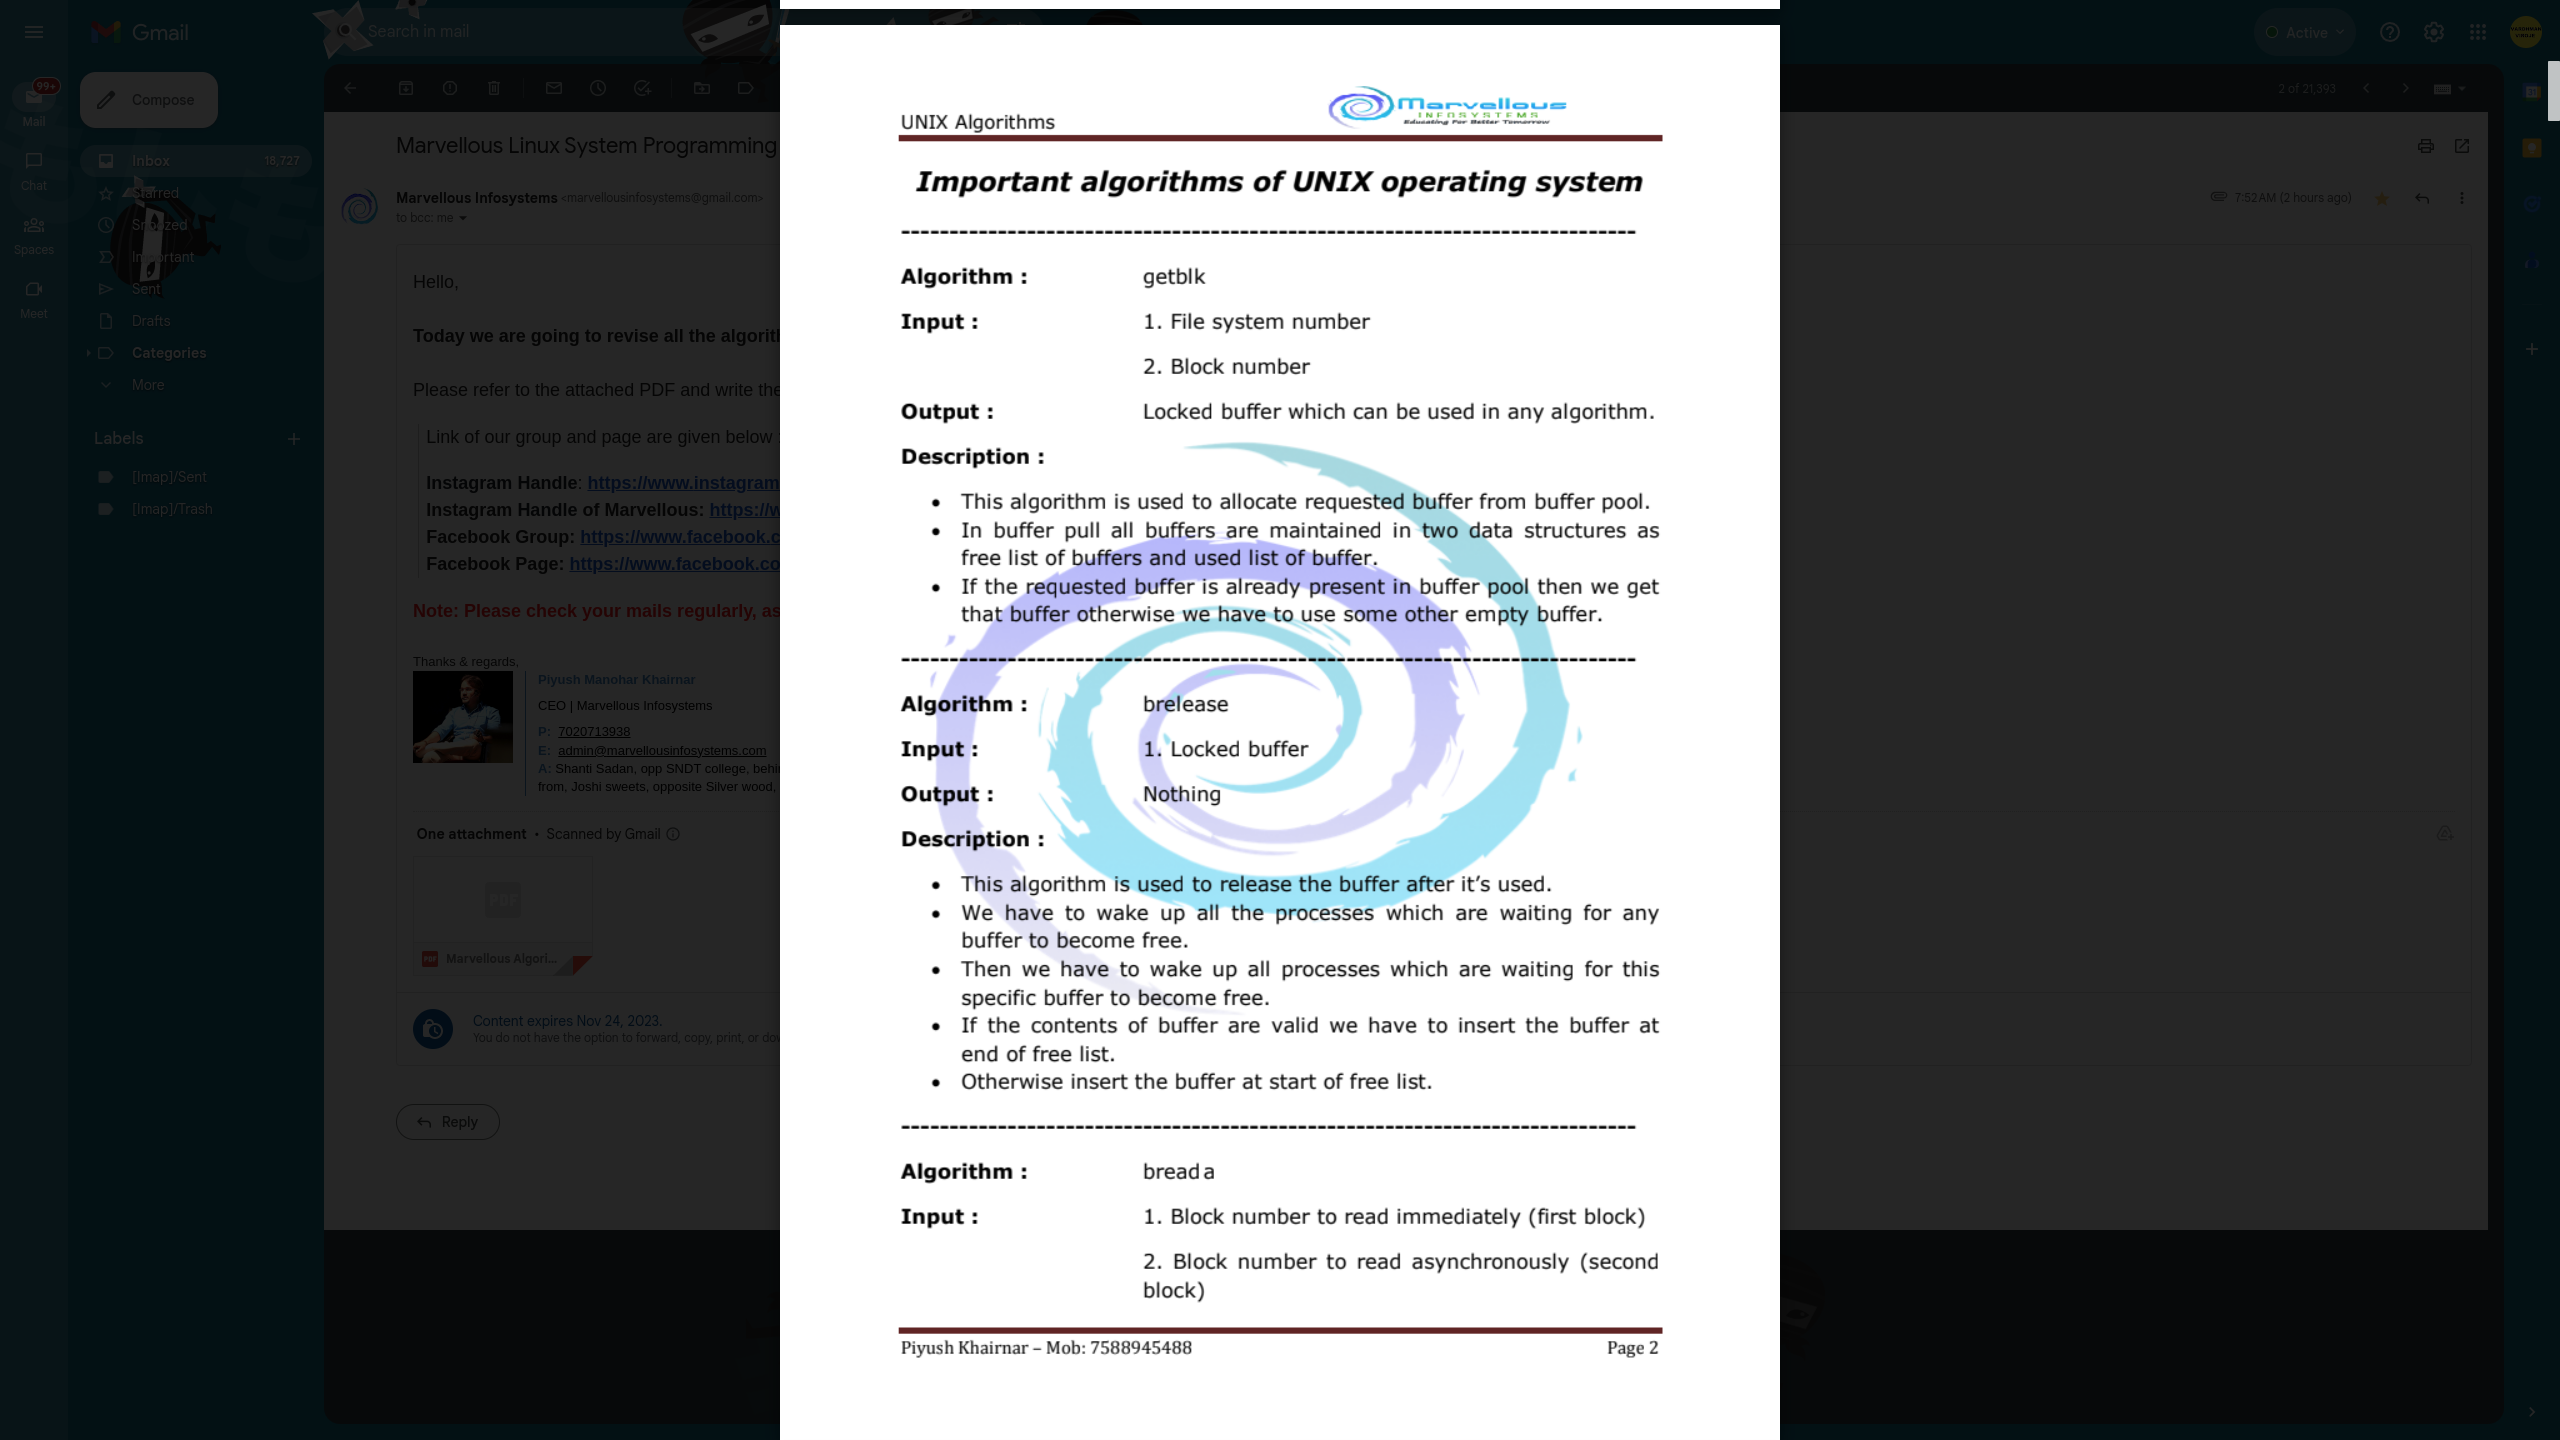 Gmail
Search in mail
Active
99+
Mail
Compose
2 of 21,393
Inbox 18,727
Chat
Starred
Snoozed
Spaces
Important
Sent
Meet
Drafts
Categories
More
Labels
[Imap]/Sent
[Imap]/Trash
Marvellous Linux System Programming
Marvellous Infosystems <marvellousinfosystems@gmail.com>
to bcc: me
7:52 AM (2 hours ago)
Hello,
Today we are going to revise all the
Please refer to the attached PDF and write
Link of our group and page are given below :
Instagram Handle: https://www.instagram
Instagram Handle of Marvellous: https://w
Facebook Group: https://www.facebook.c
Facebook Page: https://www.facebook.co
Note: Please check your mails regularly, as
Thanks & regards,
Piyush Manohar Khairnar
CEO | Marvellous Infosystems
P: 7020713938
E: admin@marvellousinfosystems.com
A: Shanti Sadan, opp SNDT college, behi
from, Joshi sweets, opposite Silver wood,
One attachment • Scanned by Gmail
PDF
PDF Marvellous Algori...
Content expires Nov 24, 2023.
You do not have the option to forward, copy, print, or dow
Reply
UNIX Algorithms
Marvellous
INFOSYSTEMS
Educating For Better Tomorrow
Important algorithms of UNIX operating system
----------------------------------------------------------------------------
Algorithm : getblk
Input : 1. File system number
2. Block number
Output : Locked buffer which can be used in any algorithm.
Description :
• This algorithm is used to allocate requested buffer from buffer pool.
• In buffer pull all buffers are maintained in two data structures as
free list of buffers and used list of buffer.
• If the requested buffer is already present in buffer pool then we get
that buffer otherwise we have to use some other empty buffer.
----------------------------------------------------------------------------
Algorithm : brelease
Input : 1. Locked buffer
Output : Nothing
Description :
• This algorithm is used to release the buffer after it’s used.
• We have to wake up all the processes which are waiting for any
buffer to become free.
• Then we have to wake up all processes which are waiting for this
specific buffer to become free.
• If the contents of buffer are valid we have to insert the buffer at
end of free list.
• Otherwise insert the buffer at start of free list.
----------------------------------------------------------------------------
Algorithm : breada
Input : 1. Block number to read immediately (first block)
2. Block number to read asynchronously (second
block)
Piyush Khairnar – Mob: 7588945488 Page 2